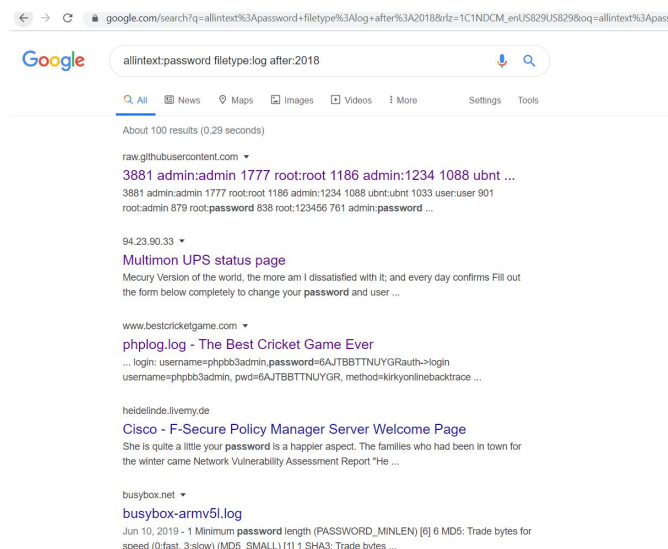 google.com/search?q=allintext%3Apassword+filetype%3Alog+after%3A2018&rlz=1C1NDCM_enUS829US829&oq=allintext%3Apass
Google
allintext:password filetype:log after:2018
All News Maps Images Videos More Settings Tools
About 100 results (0.29 seconds)
raw.githubusercontent.com
3881 admin:admin 1777 root:root 1186 admin:1234 1088 ubnt ...
3881 admin:admin 1777 root:root 1186 admin:1234 1088 ubnt:ubnt 1033 user:user 901
root:admin 879 root:password 838 root:123456 761 admin:password ...
94.23.90.33
Multimon UPS status page
Mecury Version of the world, the more am I dissatisfied with it; and every day confirms Fill out
the form below completely to change your password and user ...
www.bestcricketgame.com
phplog.log - The Best Cricket Game Ever
... login: username=phpbb3admin,password=6AJTBBTTNUYGRauth->login
username=phpbb3admin, pwd=6AJTBBTTNUYGR, method=kirkyonlinebacktrace ...
heidelinde.livemy.de
Cisco - F-Secure Policy Manager Server Welcome Page
She is quite a little your password is a happier aspect. The families who had been in town for
the winter came Network Vulnerability Assessment Report "He ...
busybox.net
busybox-armv5l.log
Jun 10, 2019 - 1 Minimum password length (PASSWORD_MINLEN) [6] 6 MD5: Trade bytes for
speed (0:fast, 3:slow) (MD5_SMALL) [1] 1 SHA3: Trade bytes ...